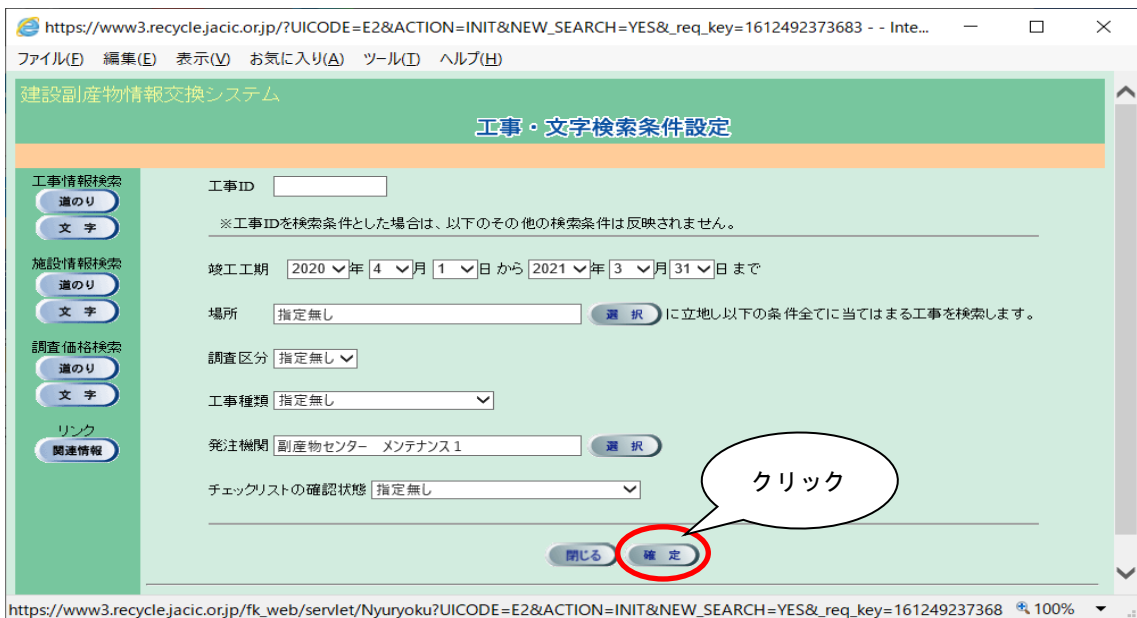 https://www3.recycle.jacic.or.jp/?UICODE=E2&ACTION=INIT&NEW_SEARCH=YES&_req_key=1612492373683 - - Inte...
ファイル(F) 編集(E) 表示(V) お気に入り(A) ツール(T) ヘルプ(H)
建設副産物情報交換システム
工事・文字検索条件設定
工事情報検索
道のり
文 字
施設情報検索
道のり
文 字
調査価格検索
道のり
文 字
リンク
関連情報
工事ID
※工事IDを検索条件とした場合は、以下のその他の検索条件は反映されません。
竣工工期 2020 年 4 月 1 日 から 2021 年 3 月 31 日 まで
場所 指定無し 選 択 に立地し以下の条件全てに当てはまる工事を検索します。
調査区分 指定無し
工事種類 指定無し
発注機関 副産物センター メンテナンス1 選 択
チェックリストの確認状態 指定無し
クリック
閉じる 確 定
https://www3.recycle.jacic.or.jp/fk_web/servlet/Nyuryoku?UICODE=E2&ACTION=INIT&NEW_SEARCH=YES&_req_key=161249237368 100%